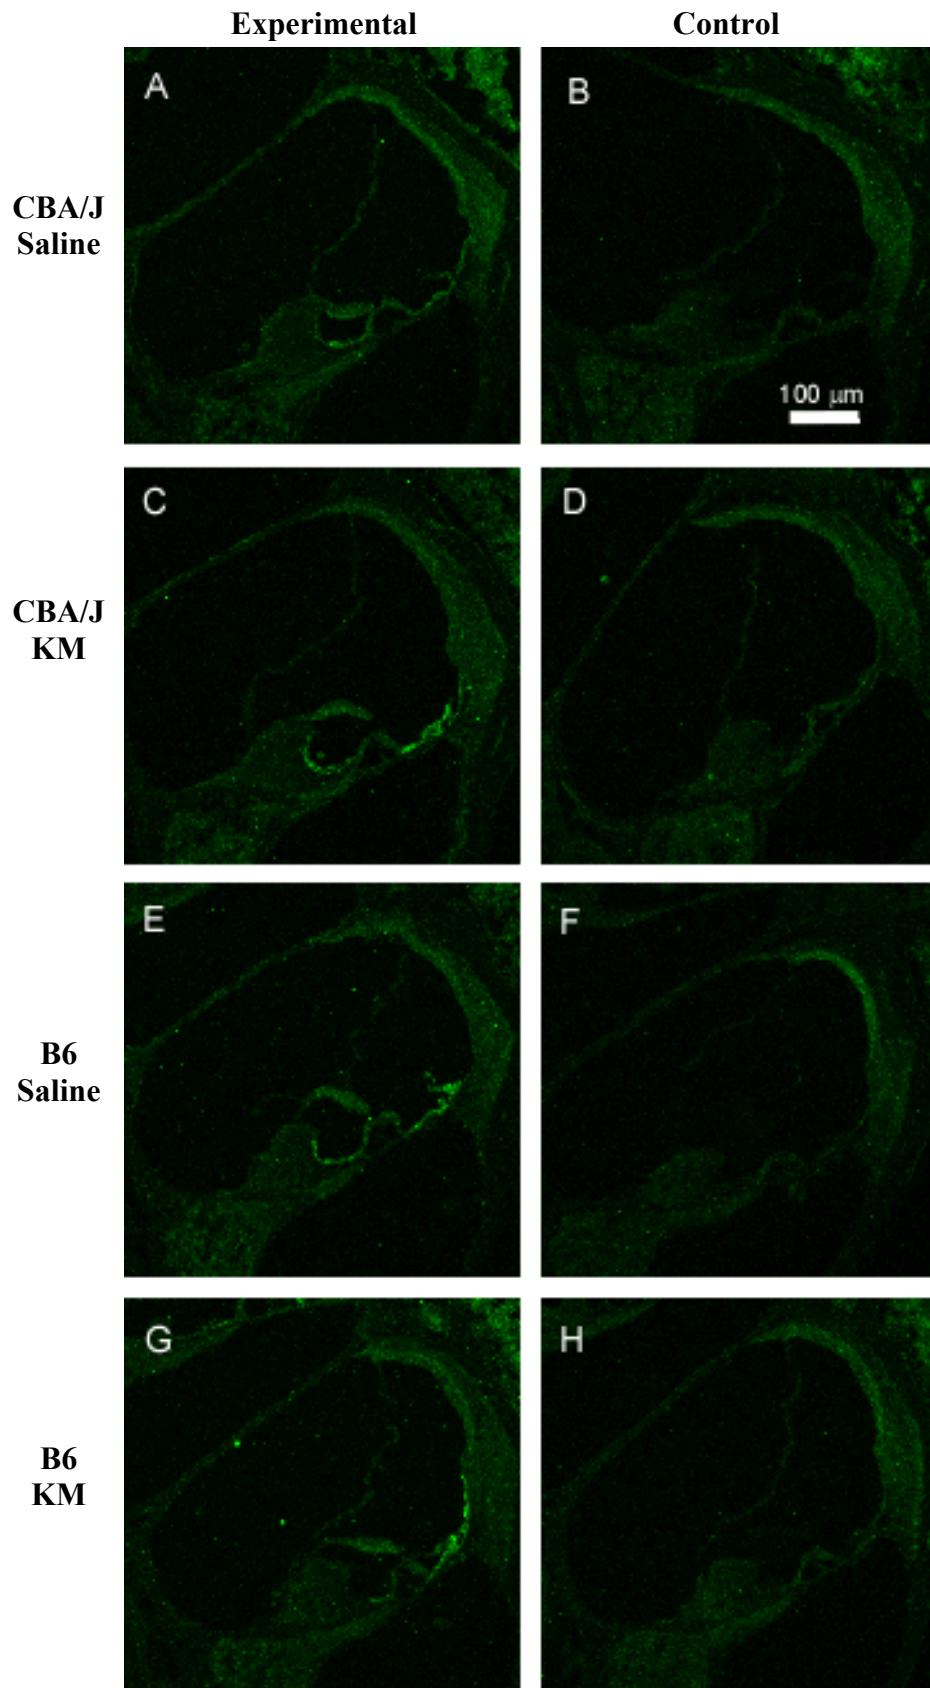 Experimental Control
A
B
CBA/J
Saline
100 μm
C
D
CBA/J
KM
E
F
B6
Saline
G
H
B6
KM